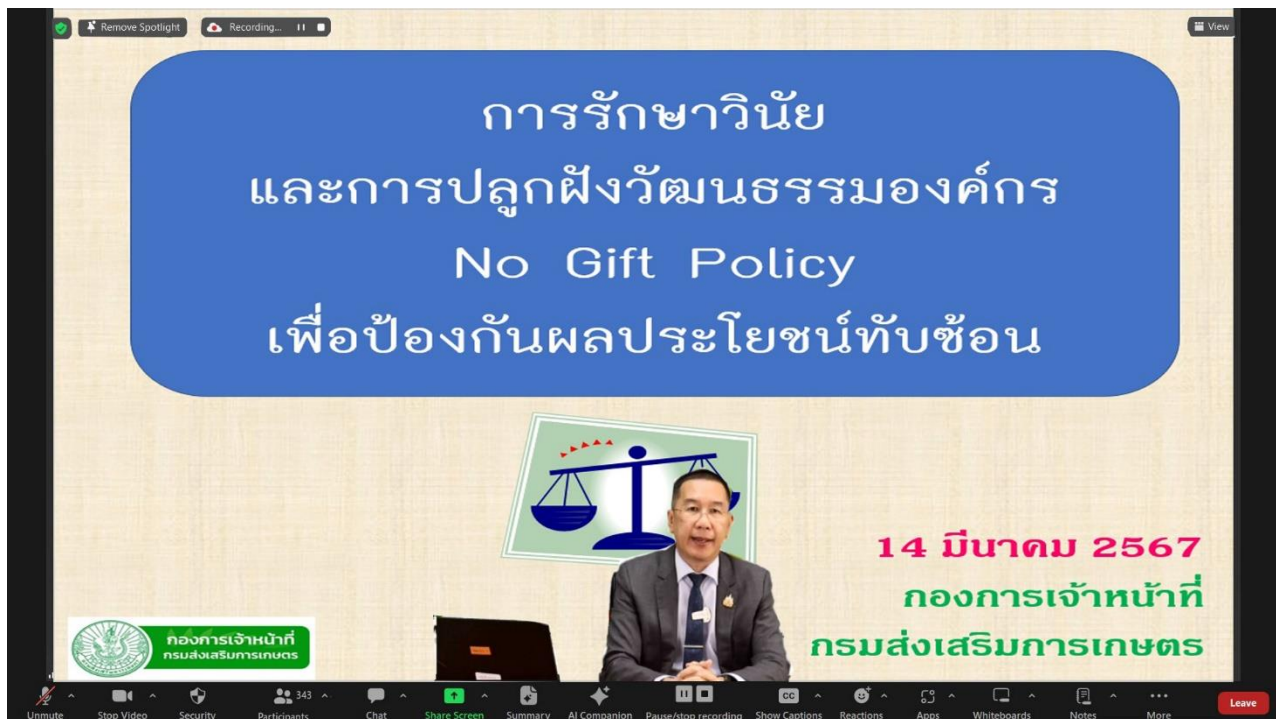 Remove Spotlight
Recording...
View
การรักษาวินัย
และการปลูกฝังวัฒนธรรมองค์กร
No Gift Policy
เพื่อป้องกันผลประโยชน์ทับซ้อน
14 มีนาคม 2567
กองการเจ้าหน้าที่
กรมส่งเสริมการเกษตร
กองการเจ้าหน้าที่
กรมส่งเสริมการเกษตร
343
Unmute Stop Video Security Participants Chat Share Screen Summary AI Companion Pause/stop recording CC Show Captions Reactions Apps Whiteboards Notes More Leave